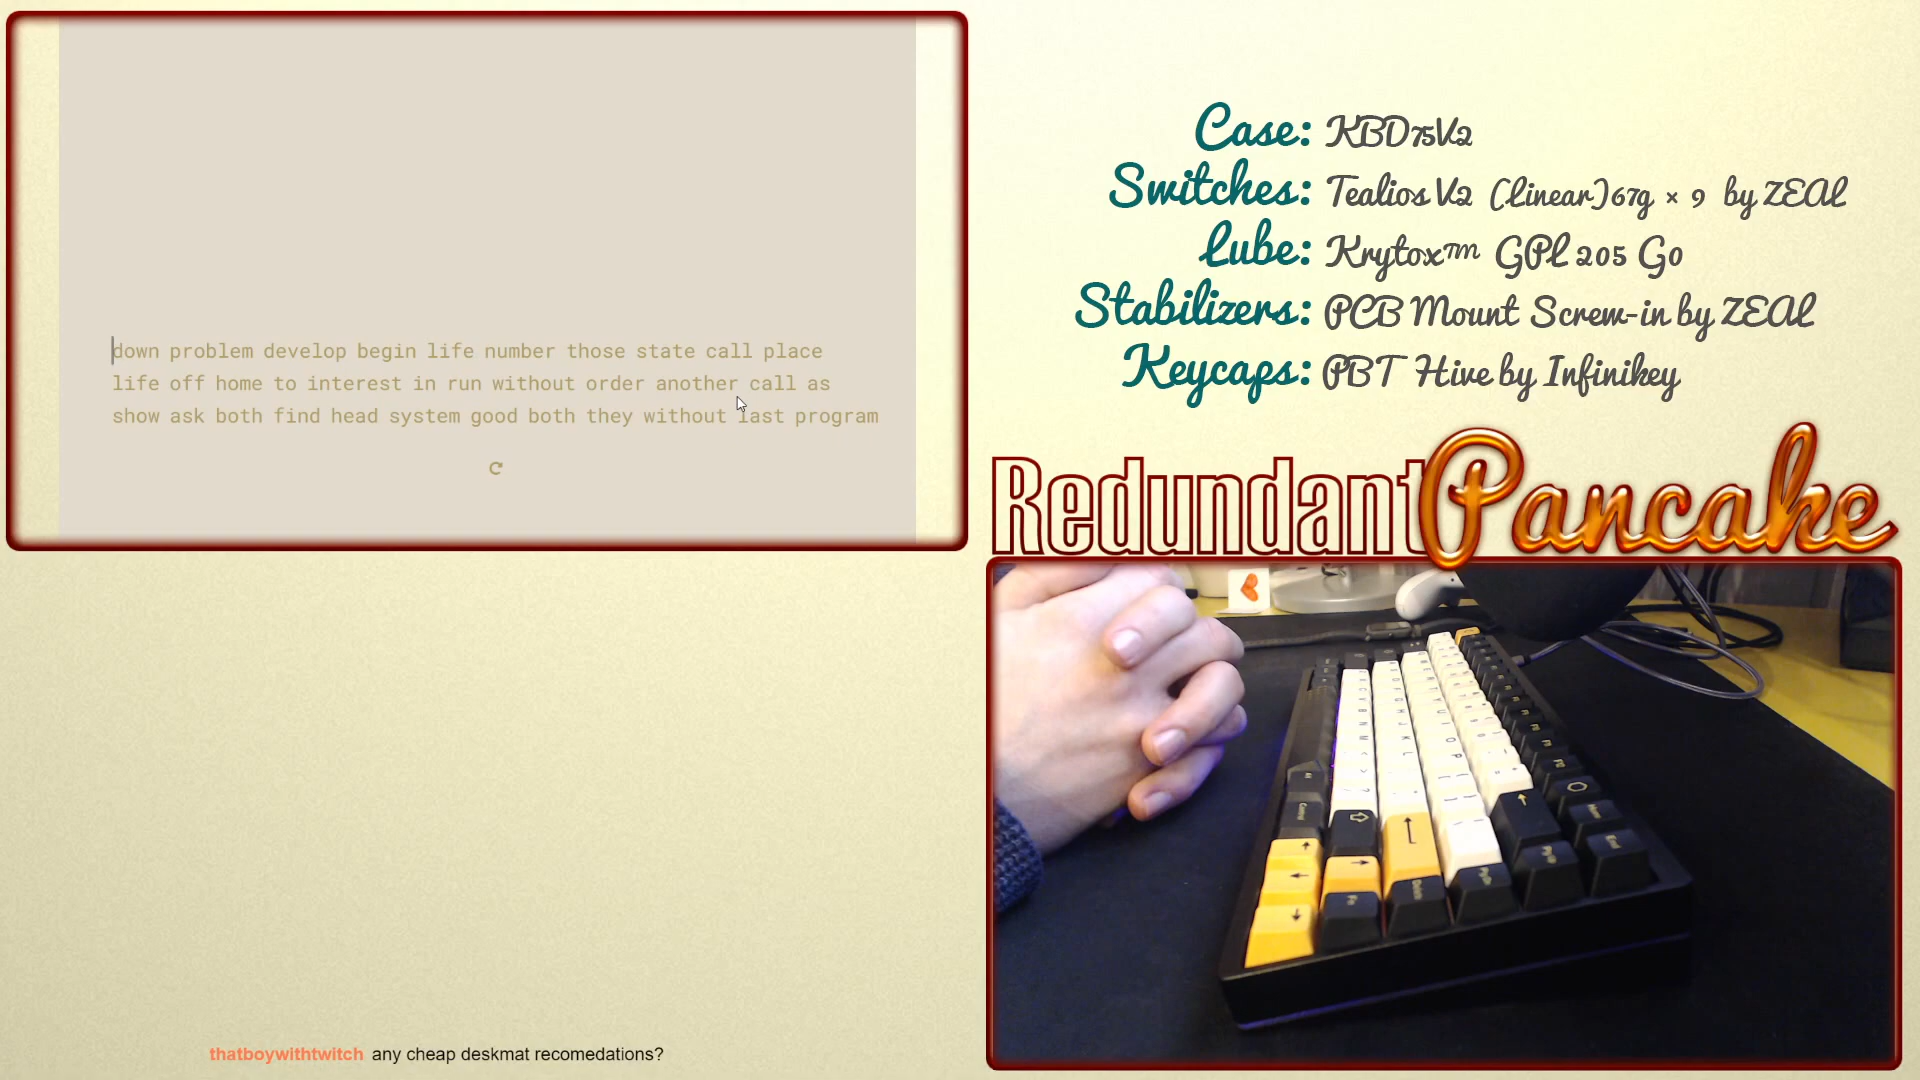 down problem develop begin life number those state call place
life off home to interest in run without order another call as
show ask both find head system good both they without last program
Case: KBD75V2
Switches: Tealios V2 (Linear) 67g × 9 by ZEAL
Lube: Krytox™ GPL 205 G0
Stabilizers: PCB Mount Screw-in by ZEAL
Keycaps: PBT Hive by Infinikey
Redundant Pancake
thatboywithtwitch any cheap deskmat recomedations?